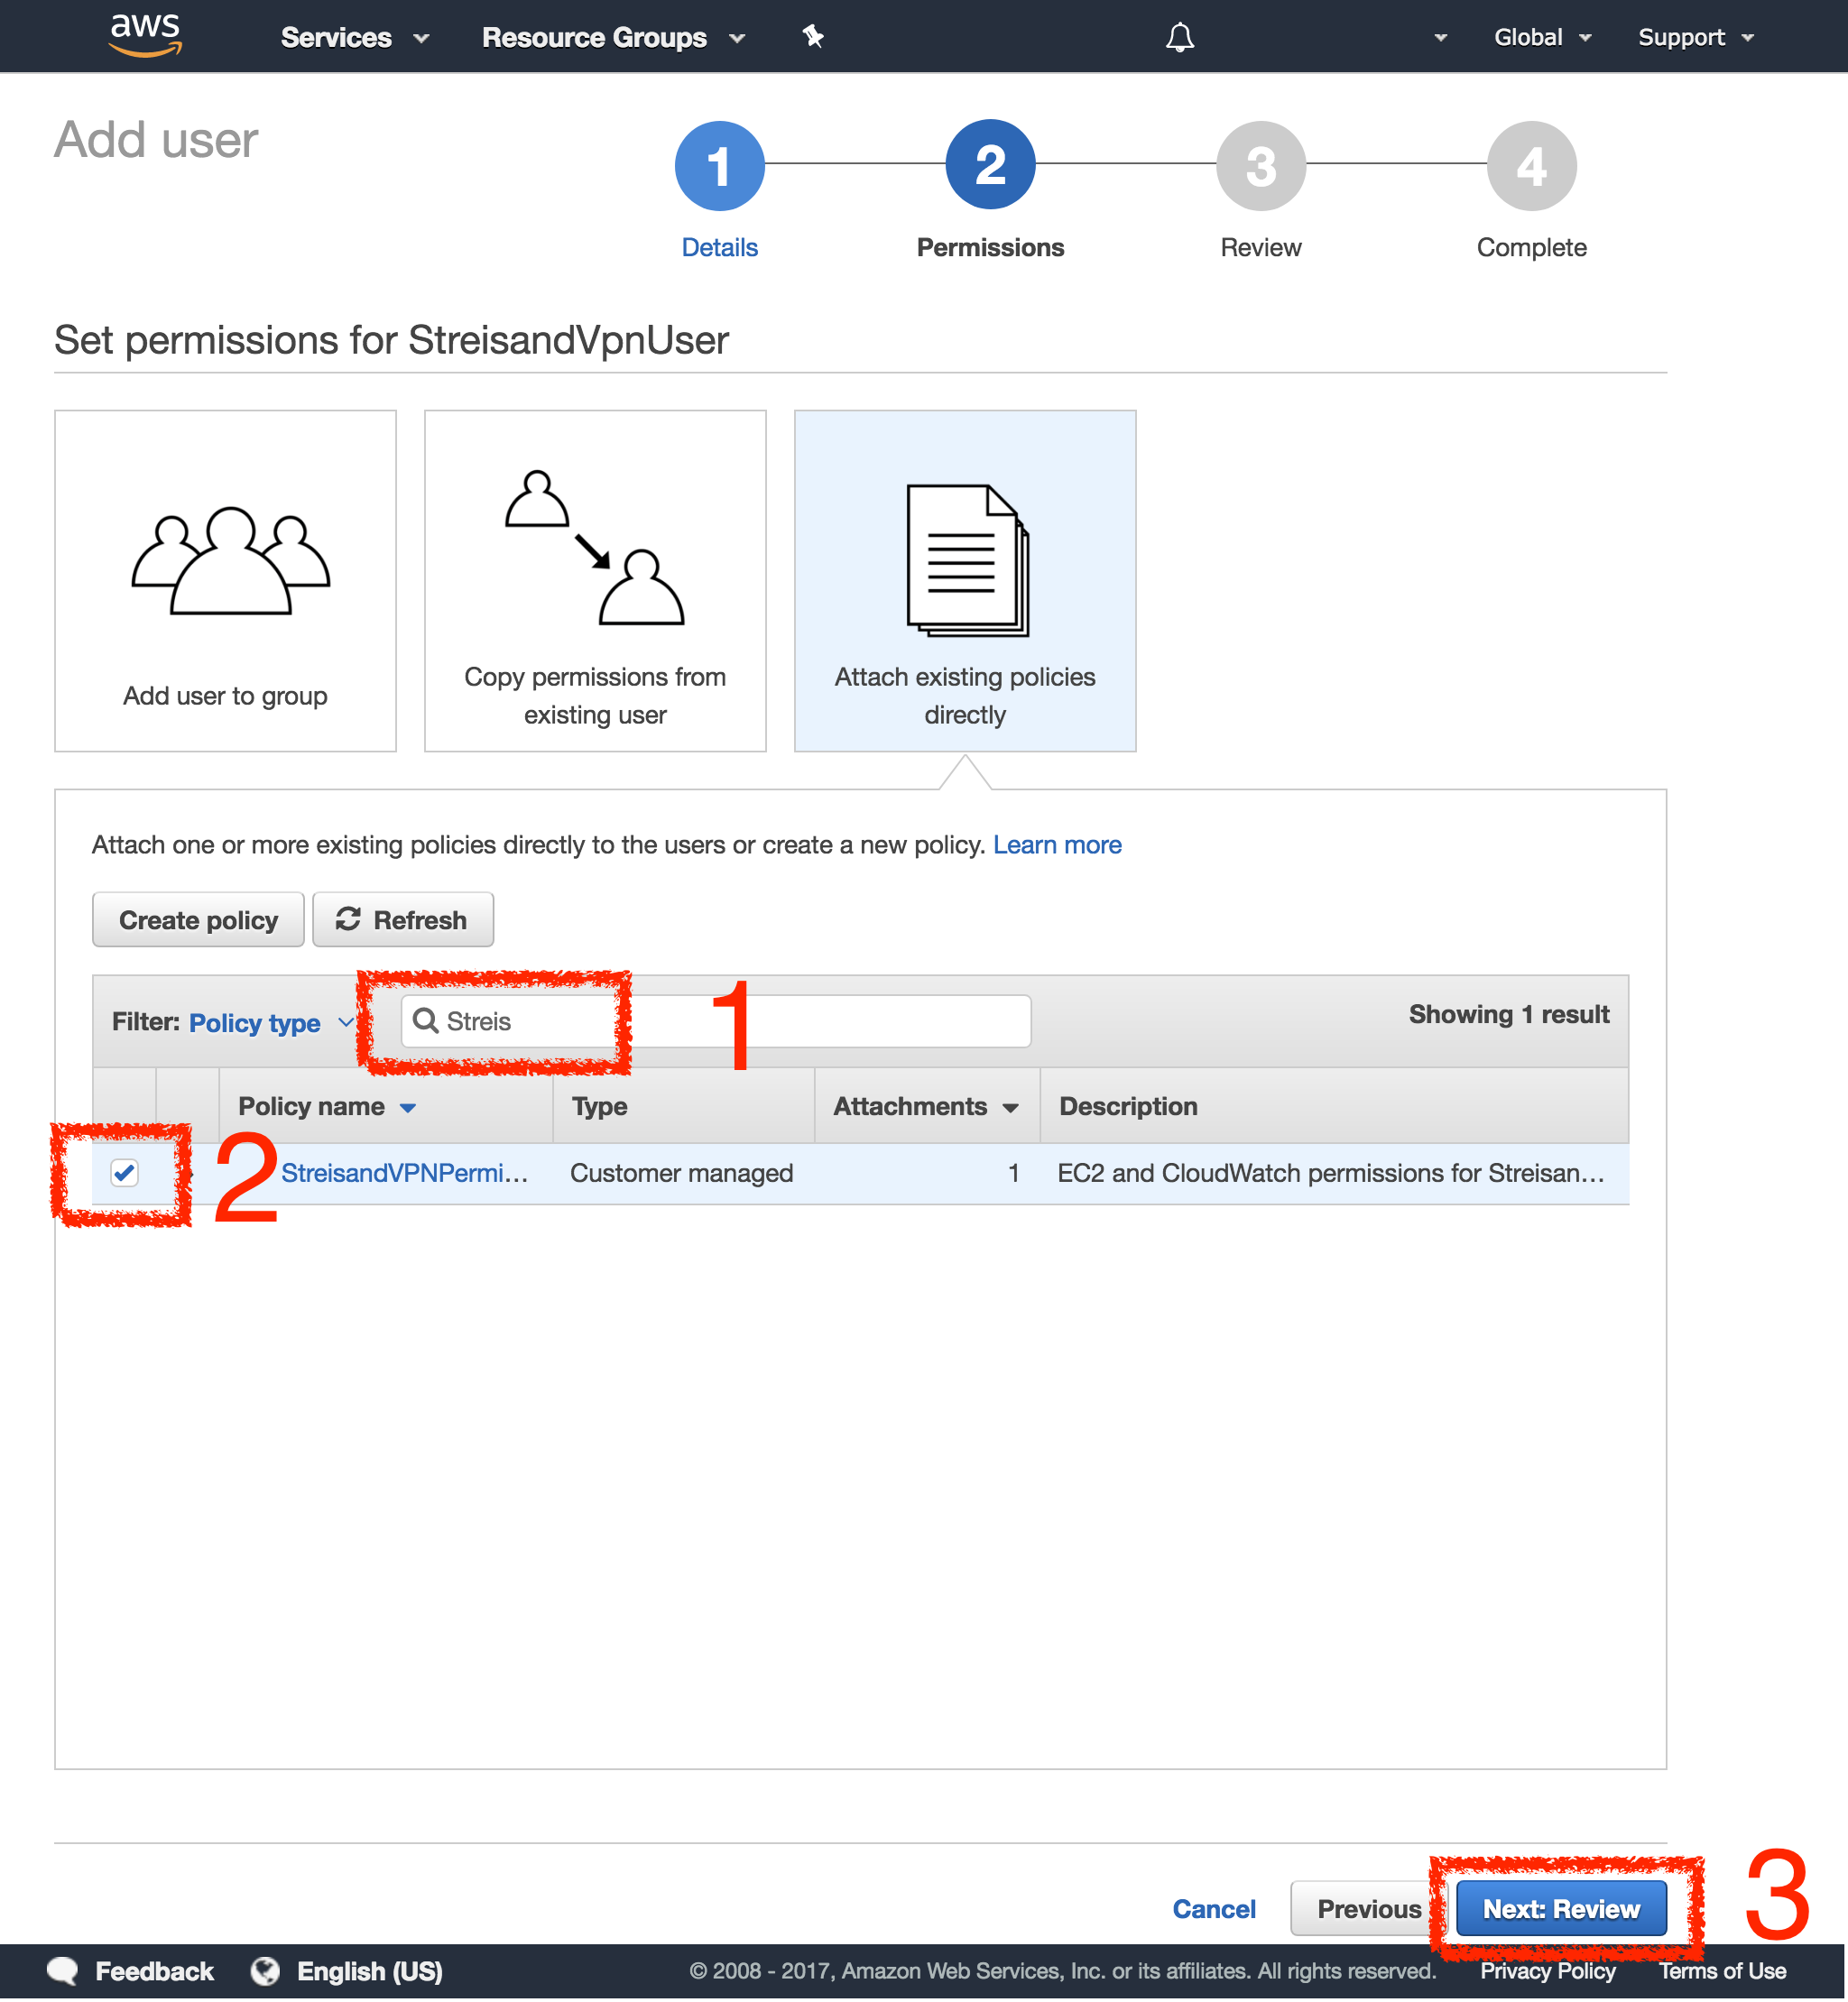 aws Services Resource Groups Global Support
Add user
1 2 3 4
Details Permissions Review Complete
Set permissions for StreisandVpnUser
Add user to group
Copy permissions from
existing user
Attach existing policies
directly
Attach one or more existing policies directly to the users or create a new policy. Learn more
Create policy Refresh
Filter: Policy type Streis 1 Showing 1 result
Policy name Type Attachments Description
2 StreisandVPNPermi... Customer managed 1 EC2 and CloudWatch permissions for Streisan...
Cancel Previous Next: Review 3
Feedback English (US) © 2008 - 2017, Amazon Web Services, Inc. or its affiliates. All rights reserved. Privacy Policy Terms of Use